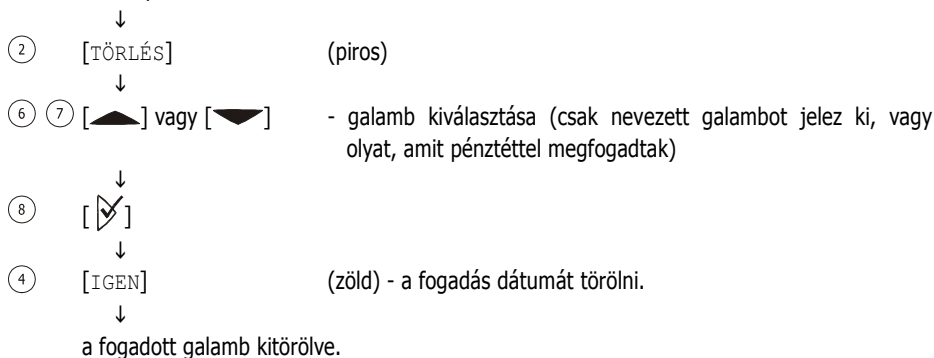 ↓
2 [TÖRLÉS] (piros)
↓
6 7 [▲] vagy [▼] - galamb kiválasztása (csak nevezett galambot jelez ki, vagy
olyat, amit pénztéttel megfogadtak)
↓
8 [✓]
↓
4 [IGEN] (zöld) - a fogadás dátumát törölni.
↓
a fogadott galamb kitörölve.